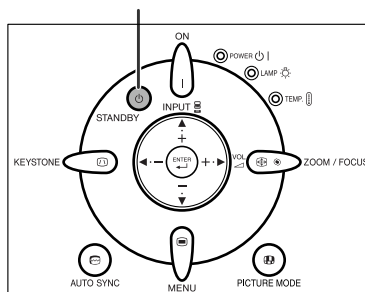 ON
POWER
LAMP
TEMP.
STANDBY
INPUT
KEYSTONE
ENTER
VOL
ZOOM / FOCUS
AUTO SYNC
MENU
PICTURE MODE